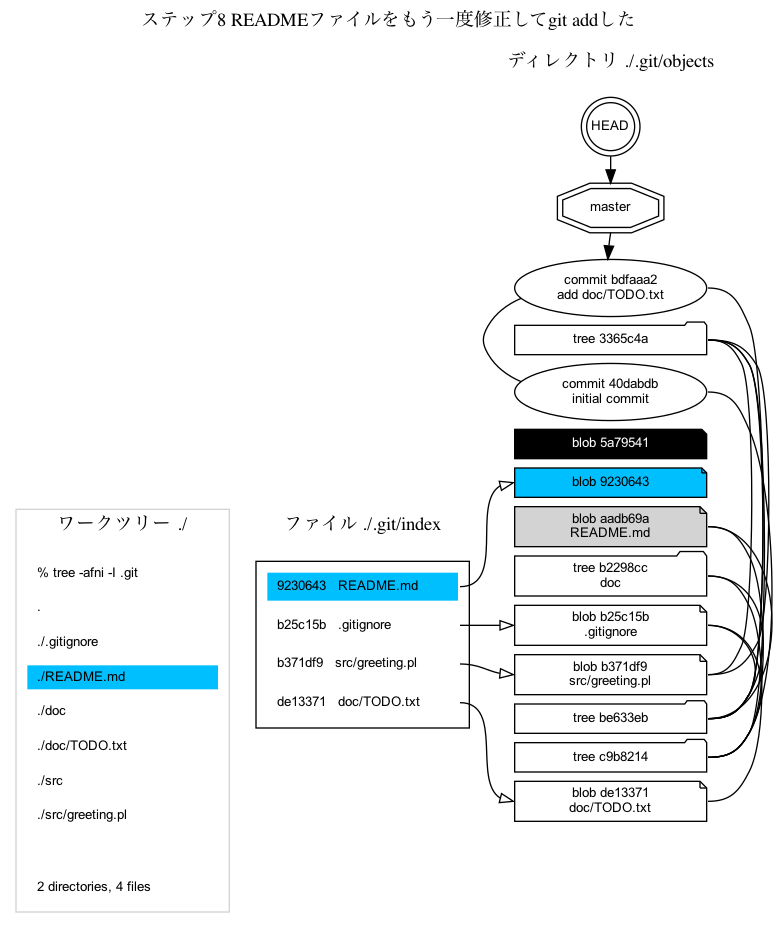 ステップ8 READMEファイルをもう一度修正してgit addした
ディレクトリ ./.git/objects
HEAD
master
commit bdfaaa2
add doc/TODO.txt
tree 3365c4a
commit 40dabdb
initial commit
blob 5a79541
blob 9230643
blob aadb69a
README.md
tree b2298cc
doc
blob b25c15b
.gitignore
blob b371df9
src/greeting.pl
tree be633eb
tree c9b8214
blob de13371
doc/TODO.txt
ファイル ./.git/index
9230643 README.md
b25c15b .gitignore
b371df9 src/greeting.pl
de13371 doc/TODO.txt
ワークツリー ./
% tree -afni -I .git
.
./.gitignore
./README.md
./doc
./doc/TODO.txt
./src
./src/greeting.pl
2 directories, 4 files